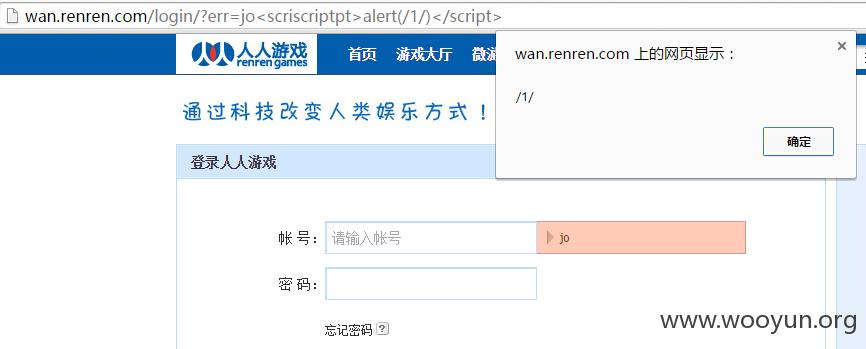 wan.renren.com/login/?err=jo<scriscriptpt>alert(/1/)</script>
人人游戏
renren games
首页 游戏大厅 微游
wan.renren.com 上的网页显示：
/1/
确定
通过科技改变人类娱乐方式！
登录人人游戏
帐 号： 请输入帐号 jo
密 码：
忘记密码 ?
www.wooyun.org